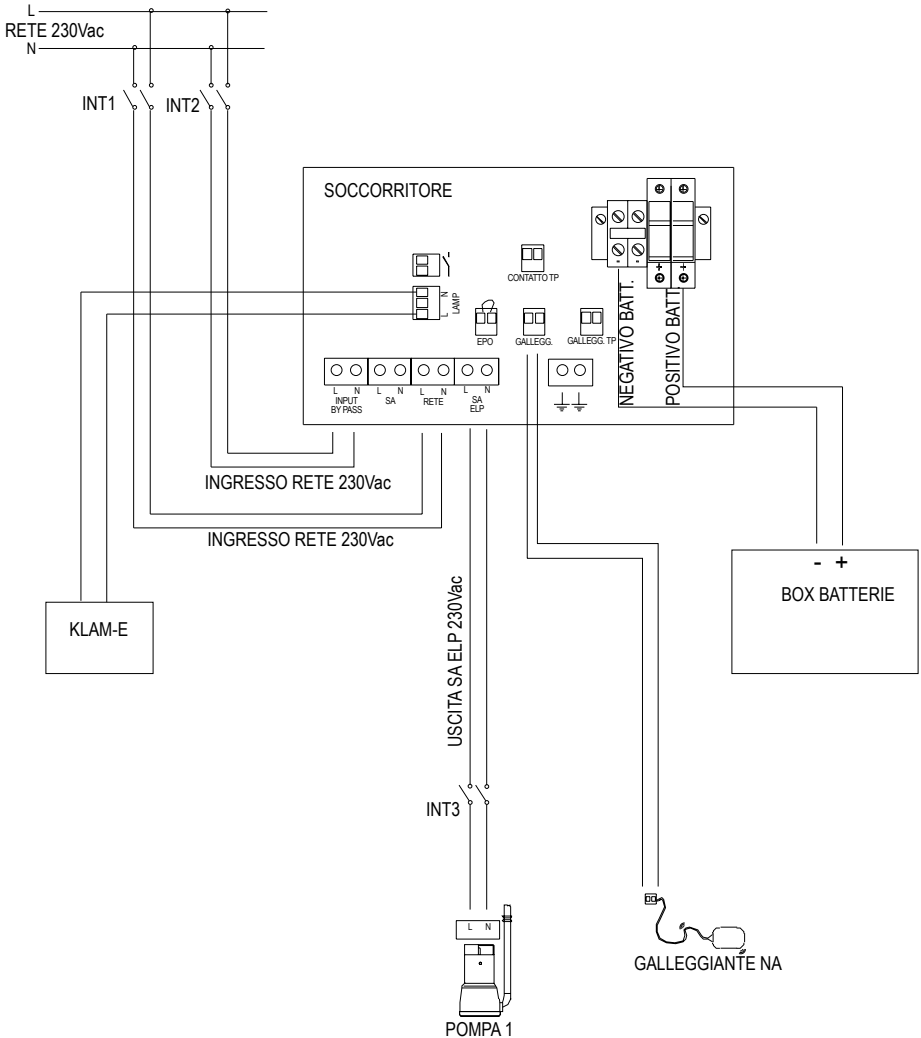 L
RETE 230Vac
N
INT1
INT2
SOCCORRITORE
CONTATTO TP
N
L
LAMP
EPO
GALLEGG.
GALLEGG. TP
- -
+ +
NEGATIVO BATT.
POSITIVO BATT.
L N L N L N L N
INPUT
BY PASS
SA
RETE
SA
ELP
INGRESSO RETE 230Vac
INGRESSO RETE 230Vac
KLAM-E
USCITA SA ELP 230Vac
- +
BOX BATTERIE
INT3
L N
POMPA 1
GALLEGGIANTE NA